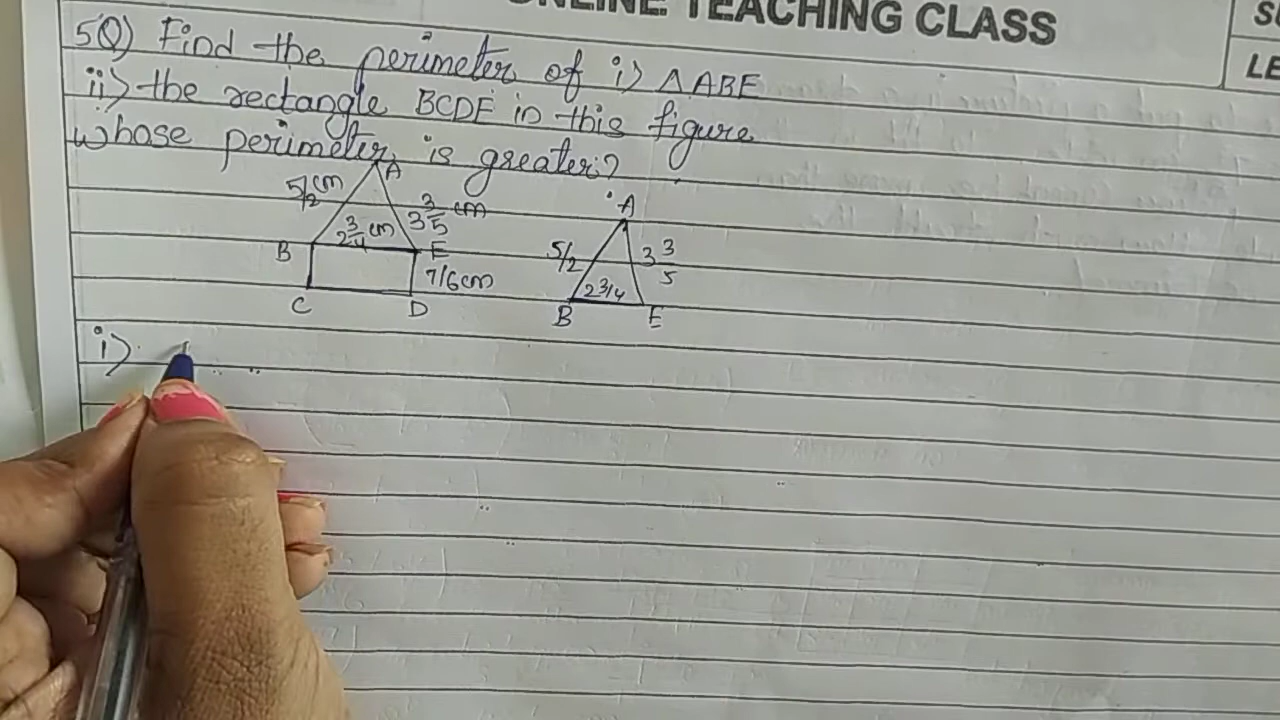 ONLINE TEACHING CLASS
LE
5Q) Find the perimeter of i) △ABE
ii) the rectangle BCDE in this figure
whose perimeter is greater?
A
5/2 cm
3 3/5 cm
2 3/4 cm
B
E
7/6cm
C
D
A
5/2
3 3/5
2 3/4
B
E
i)